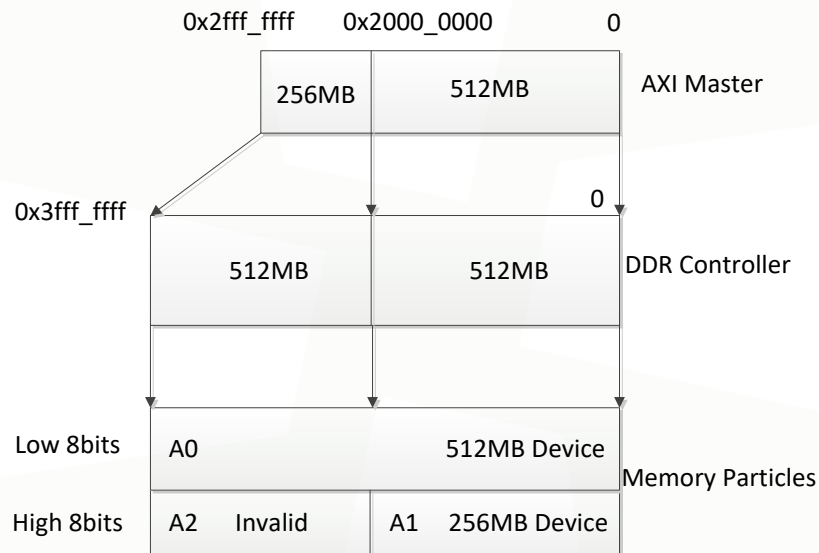 0x2fff_ffff 0x2000_0000 0
256MB 512MB AXI Master
0x3fff_ffff 0
512MB 512MB DDR Controller
Low 8bits A0 512MB Device
Memory Particles
High 8bits A2 Invalid A1 256MB Device